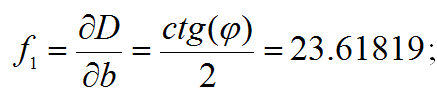 f₁ = ∂D/∂b = ctg(φ)/2 = 23.61819;